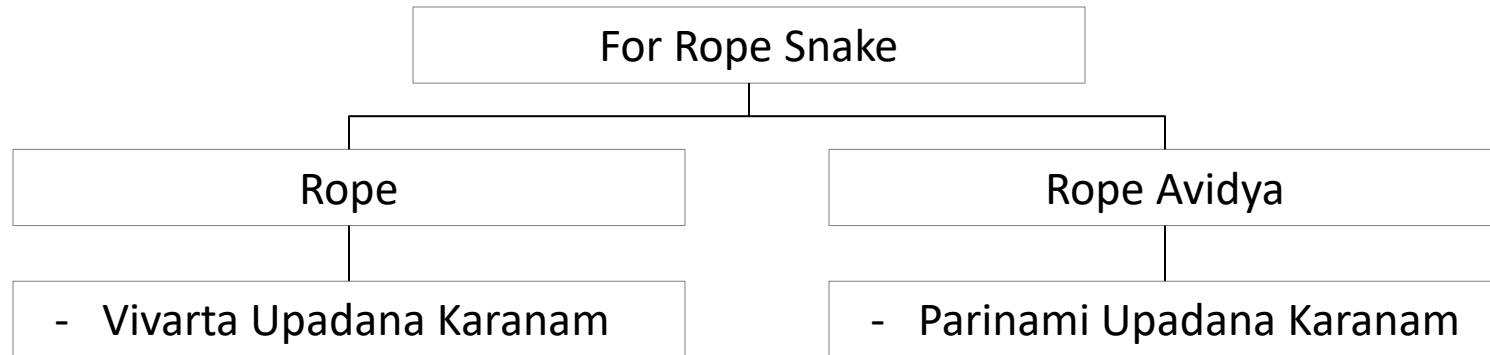 For Rope Snake
Rope
Rope Avidya
- Vivarta Upadana Karanam
- Parinami Upadana Karanam